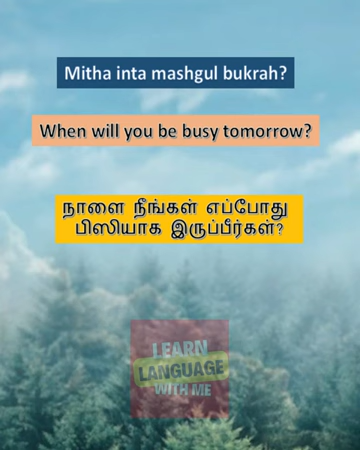 Mitha inta mashgul bukrah?
When will you be busy tomorrow?
நாளை நீங்கள் எப்போது
பிஸியாக இருப்பீர்கள்?
LEARN
LANGUAGE
WITH ME